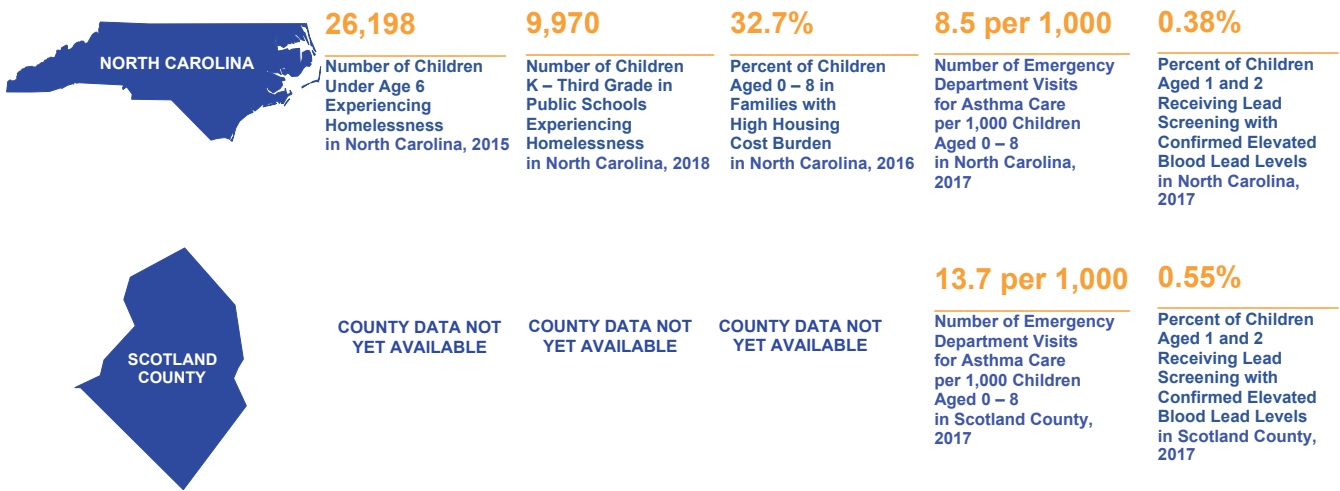 NORTH CAROLINA
26,198
Number of Children
Under Age 6
Experiencing
Homelessness
in North Carolina, 2015
9,970
Number of Children
K – Third Grade in
Public Schools
Experiencing
Homelessness
in North Carolina, 2018
32.7%
Percent of Children
Aged 0 – 8 in
Families with
High Housing
Cost Burden
in North Carolina, 2016
8.5 per 1,000
Number of Emergency
Department Visits
for Asthma Care
per 1,000 Children
Aged 0 – 8
in North Carolina,
2017
0.38%
Percent of Children
Aged 1 and 2
Receiving Lead
Screening with
Confirmed Elevated
Blood Lead Levels
in North Carolina,
2017
SCOTLAND
COUNTY
COUNTY DATA NOT
YET AVAILABLE
COUNTY DATA NOT
YET AVAILABLE
COUNTY DATA NOT
YET AVAILABLE
13.7 per 1,000
Number of Emergency
Department Visits
for Asthma Care
per 1,000 Children
Aged 0 – 8
in Scotland County,
2017
0.55%
Percent of Children
Aged 1 and 2
Receiving Lead
Screening with
Confirmed Elevated
Blood Lead Levels
in Scotland County,
2017